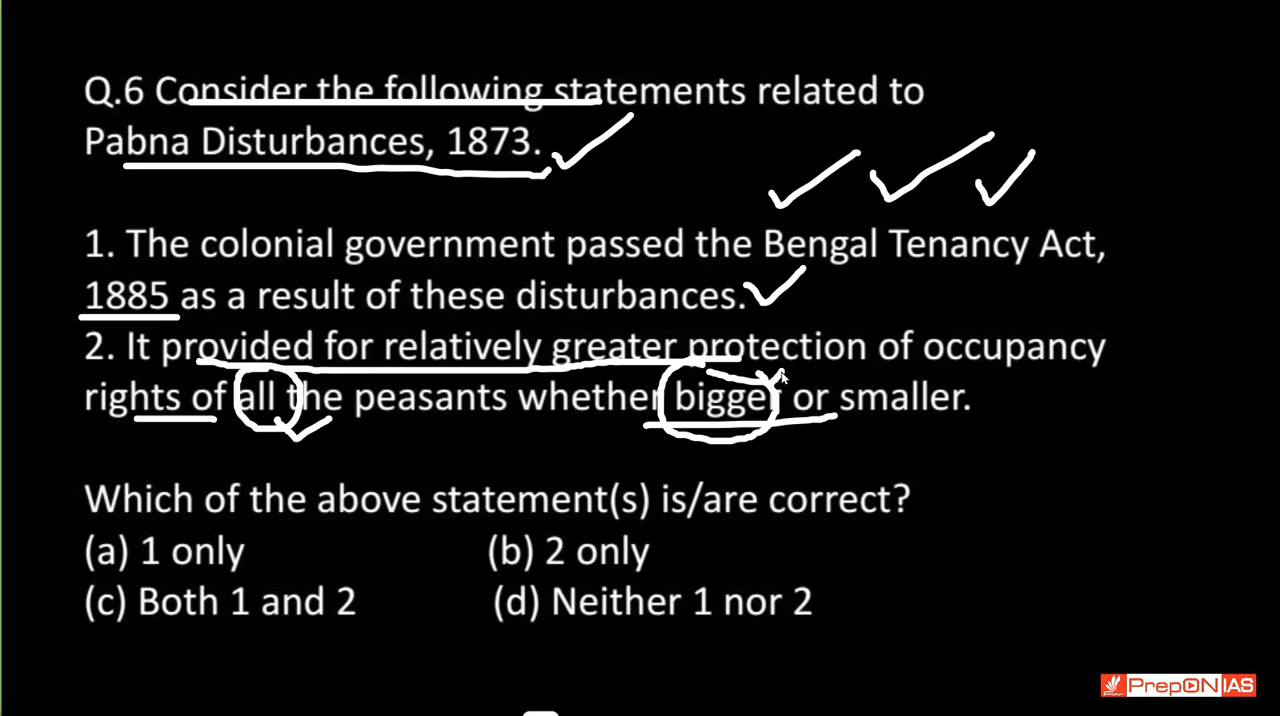 Q.6 Consider the following statements related to
Pabna Disturbances, 1873.
1. The colonial government passed the Bengal Tenancy Act,
1885 as a result of these disturbances.
2. It provided for relatively greater protection of occupancy
rights of all the peasants whether bigger or smaller.
Which of the above statement(s) is/are correct?
(a) 1 only (b) 2 only
(c) Both 1 and 2 (d) Neither 1 nor 2
PrepON IAS